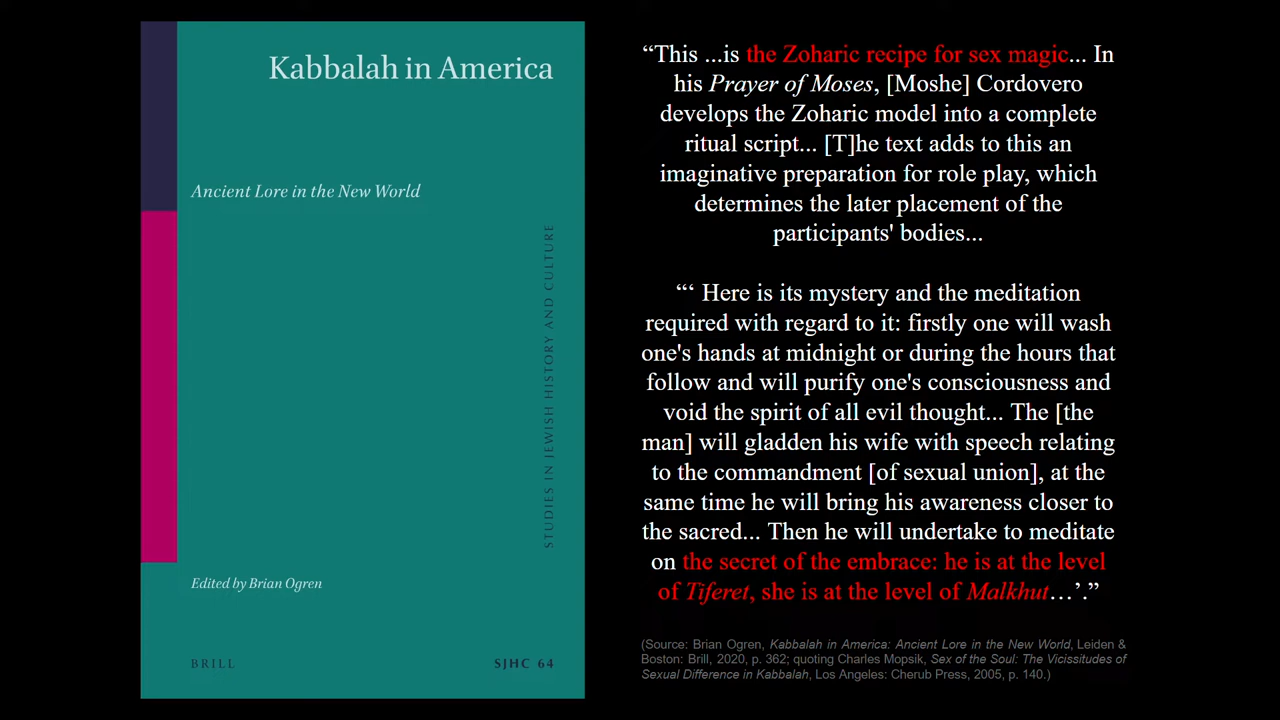 Kabbalah in America
Ancient Lore in the New World
STUDIES IN JEWISH HISTORY AND CULTURE
Edited by Brian Ogren
BRILL
SJHC 64
“This ...is the Zoharic recipe for sex magic... In
his Prayer of Moses, [Moshe] Cordovero
develops the Zoharic model into a complete
ritual script... [T]he text adds to this an
imaginative preparation for role play, which
determines the later placement of the
participants' bodies...
“‘ Here is its mystery and the meditation
required with regard to it: firstly one will wash
one's hands at midnight or during the hours that
follow and will purify one's consciousness and
void the spirit of all evil thought... The [the
man] will gladden his wife with speech relating
to the commandment [of sexual union], at the
same time he will bring his awareness closer to
the sacred... Then he will undertake to meditate
on the secret of the embrace: he is at the level
of Tiferet, she is at the level of Malkhut…’.”
(Source: Brian Ogren, Kabbalah in America: Ancient Lore in the New World, Leiden &
Boston: Brill, 2020, p. 362; quoting Charles Mopsik, Sex of the Soul: The Vicissitudes of
Sexual Difference in Kabbalah, Los Angeles: Cherub Press, 2005, p. 140.)